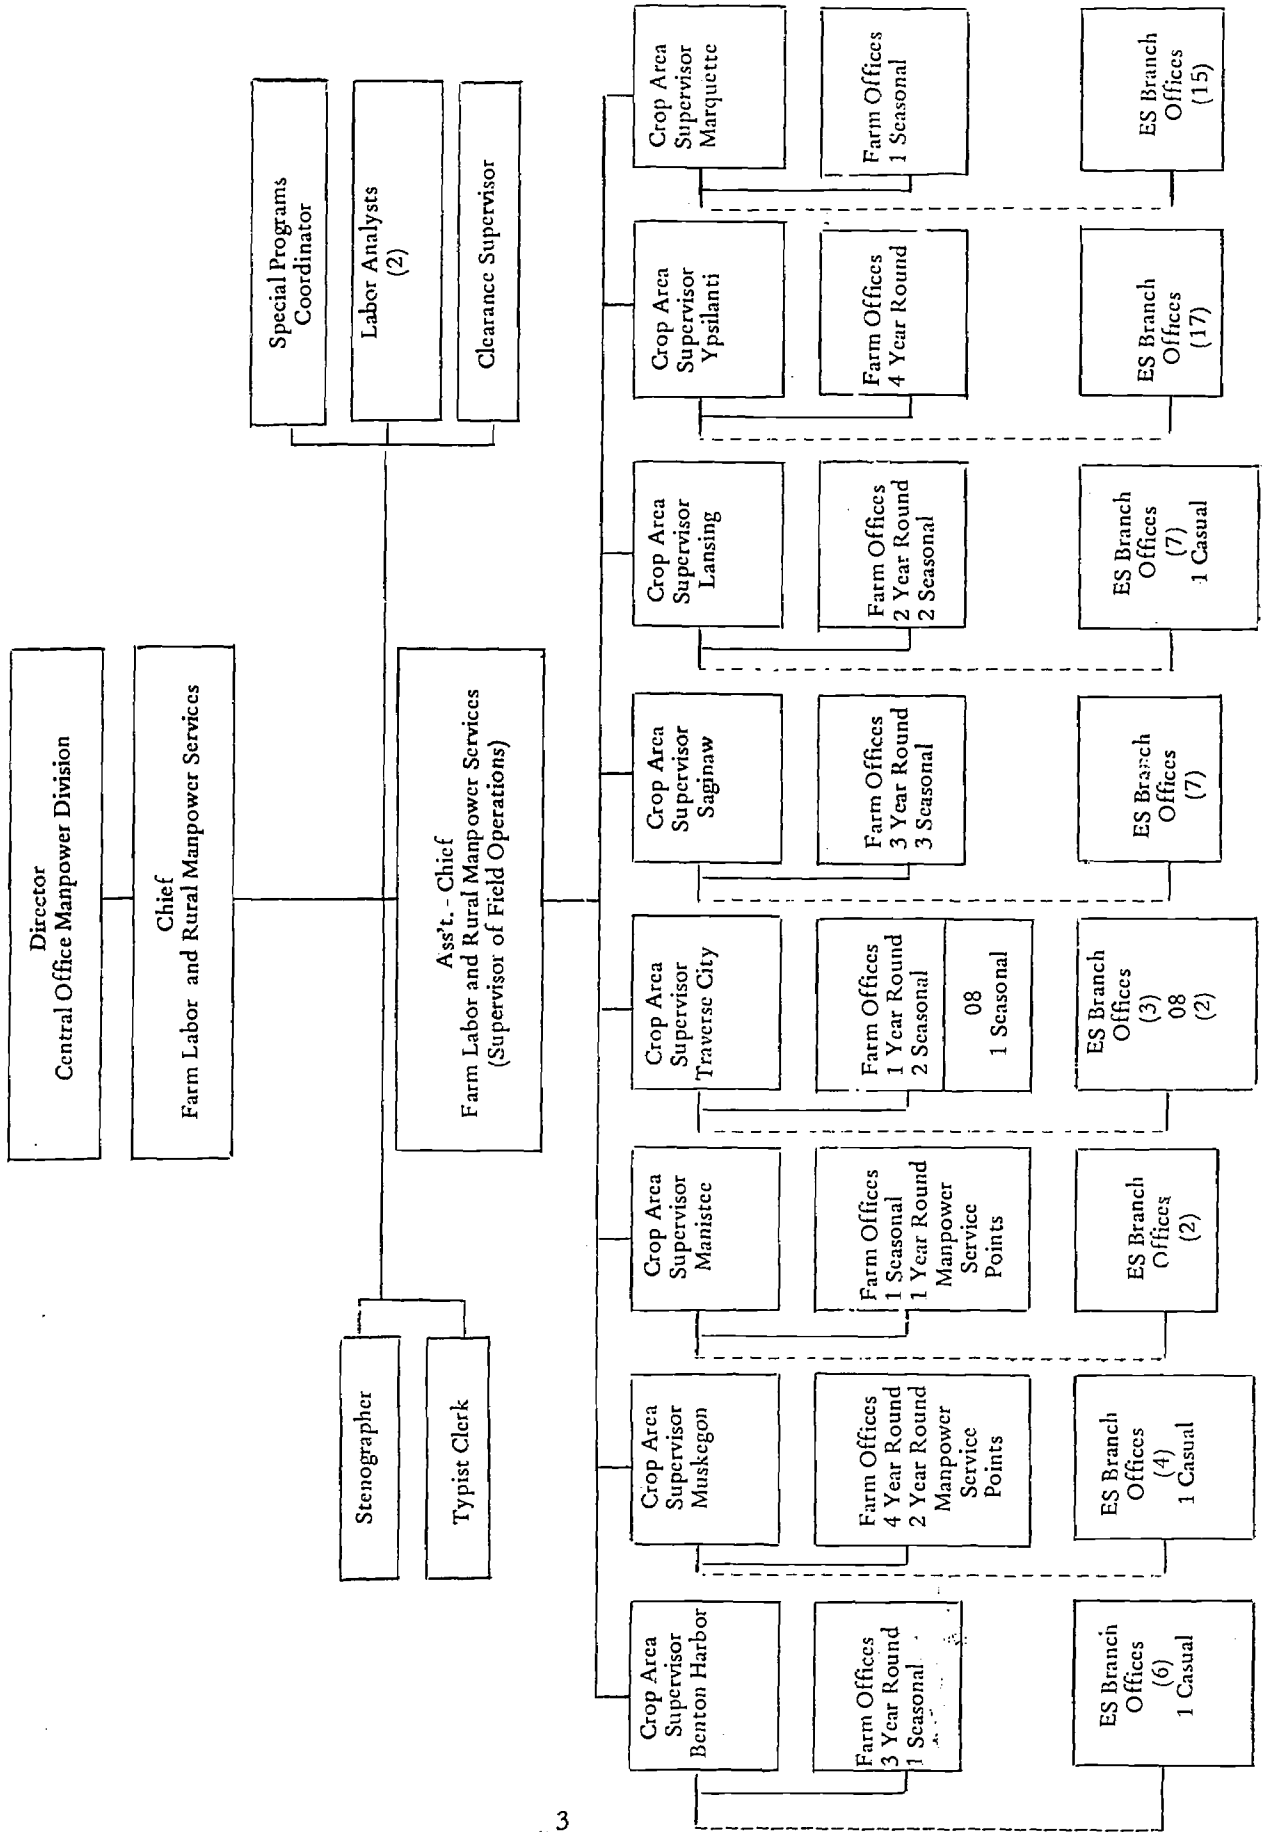 Director
Central Office Manpower Division
Chief
Farm Labor and Rural Manpower Services
Stenographer
Typist Clerk
Special Programs
Coordinator
Labor Analysts
(2)
Clearance Supervisor
Ass't. - Chief
Farm Labor and Rural Manpower Services
(Supervisor of Field Operations)
Crop Area
Supervisor
Benton Harbor
Farm Offices
3 Year Round
1 Seasonal
ES Branch
Offices
(6)
1 Casual
Crop Area
Supervisor
Muskegon
Farm Offices
4 Year Round
2 Year Round
Manpower
Service
Points
ES Branch
Offices
(4)
1 Casual
Crop Area
Supervisor
Manistee
Farm Offices
1 Seasonal
1 Year Round
Manpower
Service
Points
ES Branch
Offices
(2)
Crop Area
Supervisor
Traverse City
Farm Offices
1 Year Round
2 Seasonal
08
1 Seasonal
ES Branch
Offices
(3)
08
(2)
Crop Area
Supervisor
Saginaw
Farm Offices
3 Year Round
3 Seasonal
ES Branch
Offices
(7)
Crop Area
Supervisor
Lansing
Farm Offices
2 Year Round
2 Seasonal
ES Branch
Offices
(7)
1 Casual
Crop Area
Supervisor
Ypsilanti
Farm Offices
4 Year Round
ES Branch
Offices
(17)
Crop Area
Supervisor
Marquette
Farm Offices
1 Seasonal
ES Branch
Offices
(15)
3